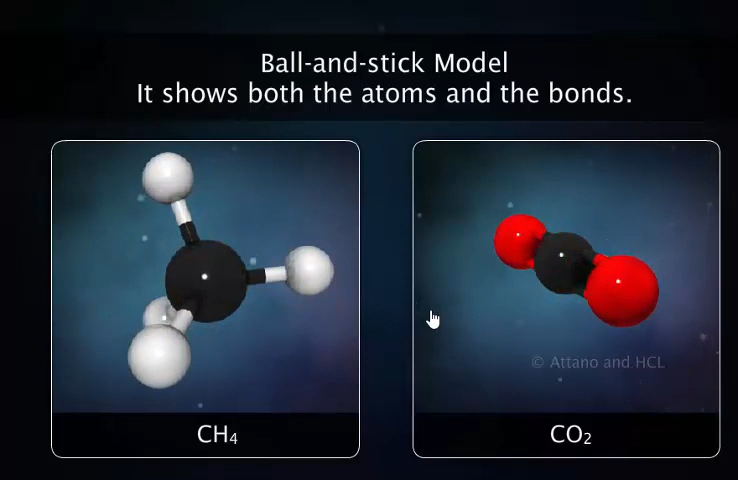 Ball-and-stick Model
It shows both the atoms and the bonds.
© Attano and HCL
CH₄
CO₂